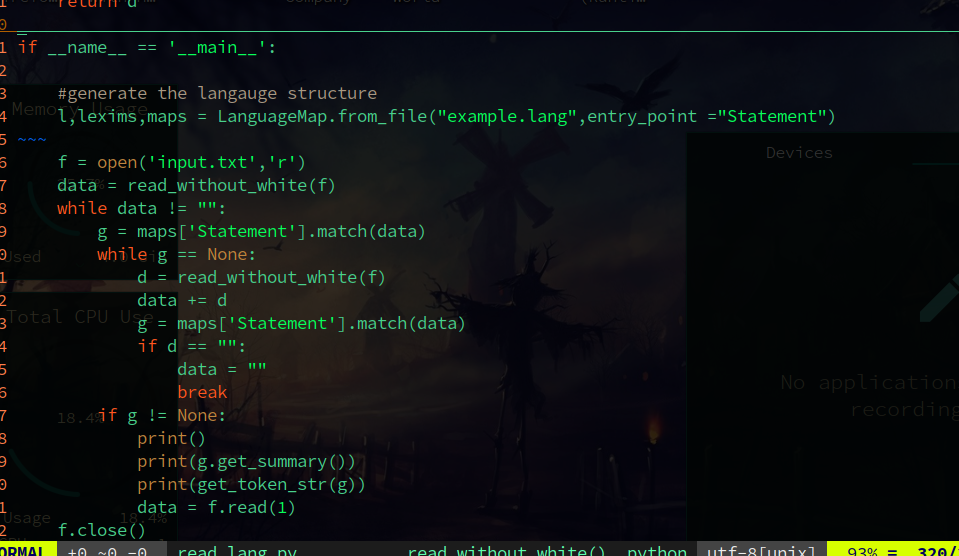 return d
if __name__ == '__main__':
#generate the langauge structure
l,lexims,maps = LanguageMap.from_file("example.lang",entry_point ="Statement")
~~~
f = open('input.txt','r')
data = read_without_white(f)
while data != "":
g = maps['Statement'].match(data)
while g == None:
d = read_without_white(f)
data += d
g = maps['Statement'].match(data)
if d == "":
data = ""
break
if g != None:
print()
print(g.get_summary())
print(get_token_str(g))
data = f.read(1)
f.close()
+0 ~0 -0 read_lang.py read_without_white() python utf-8[unix] 93% 320/
Memory Usage
Used
Total CPU Use
18.4%
Usage 18.4%
Devices
No application
recording